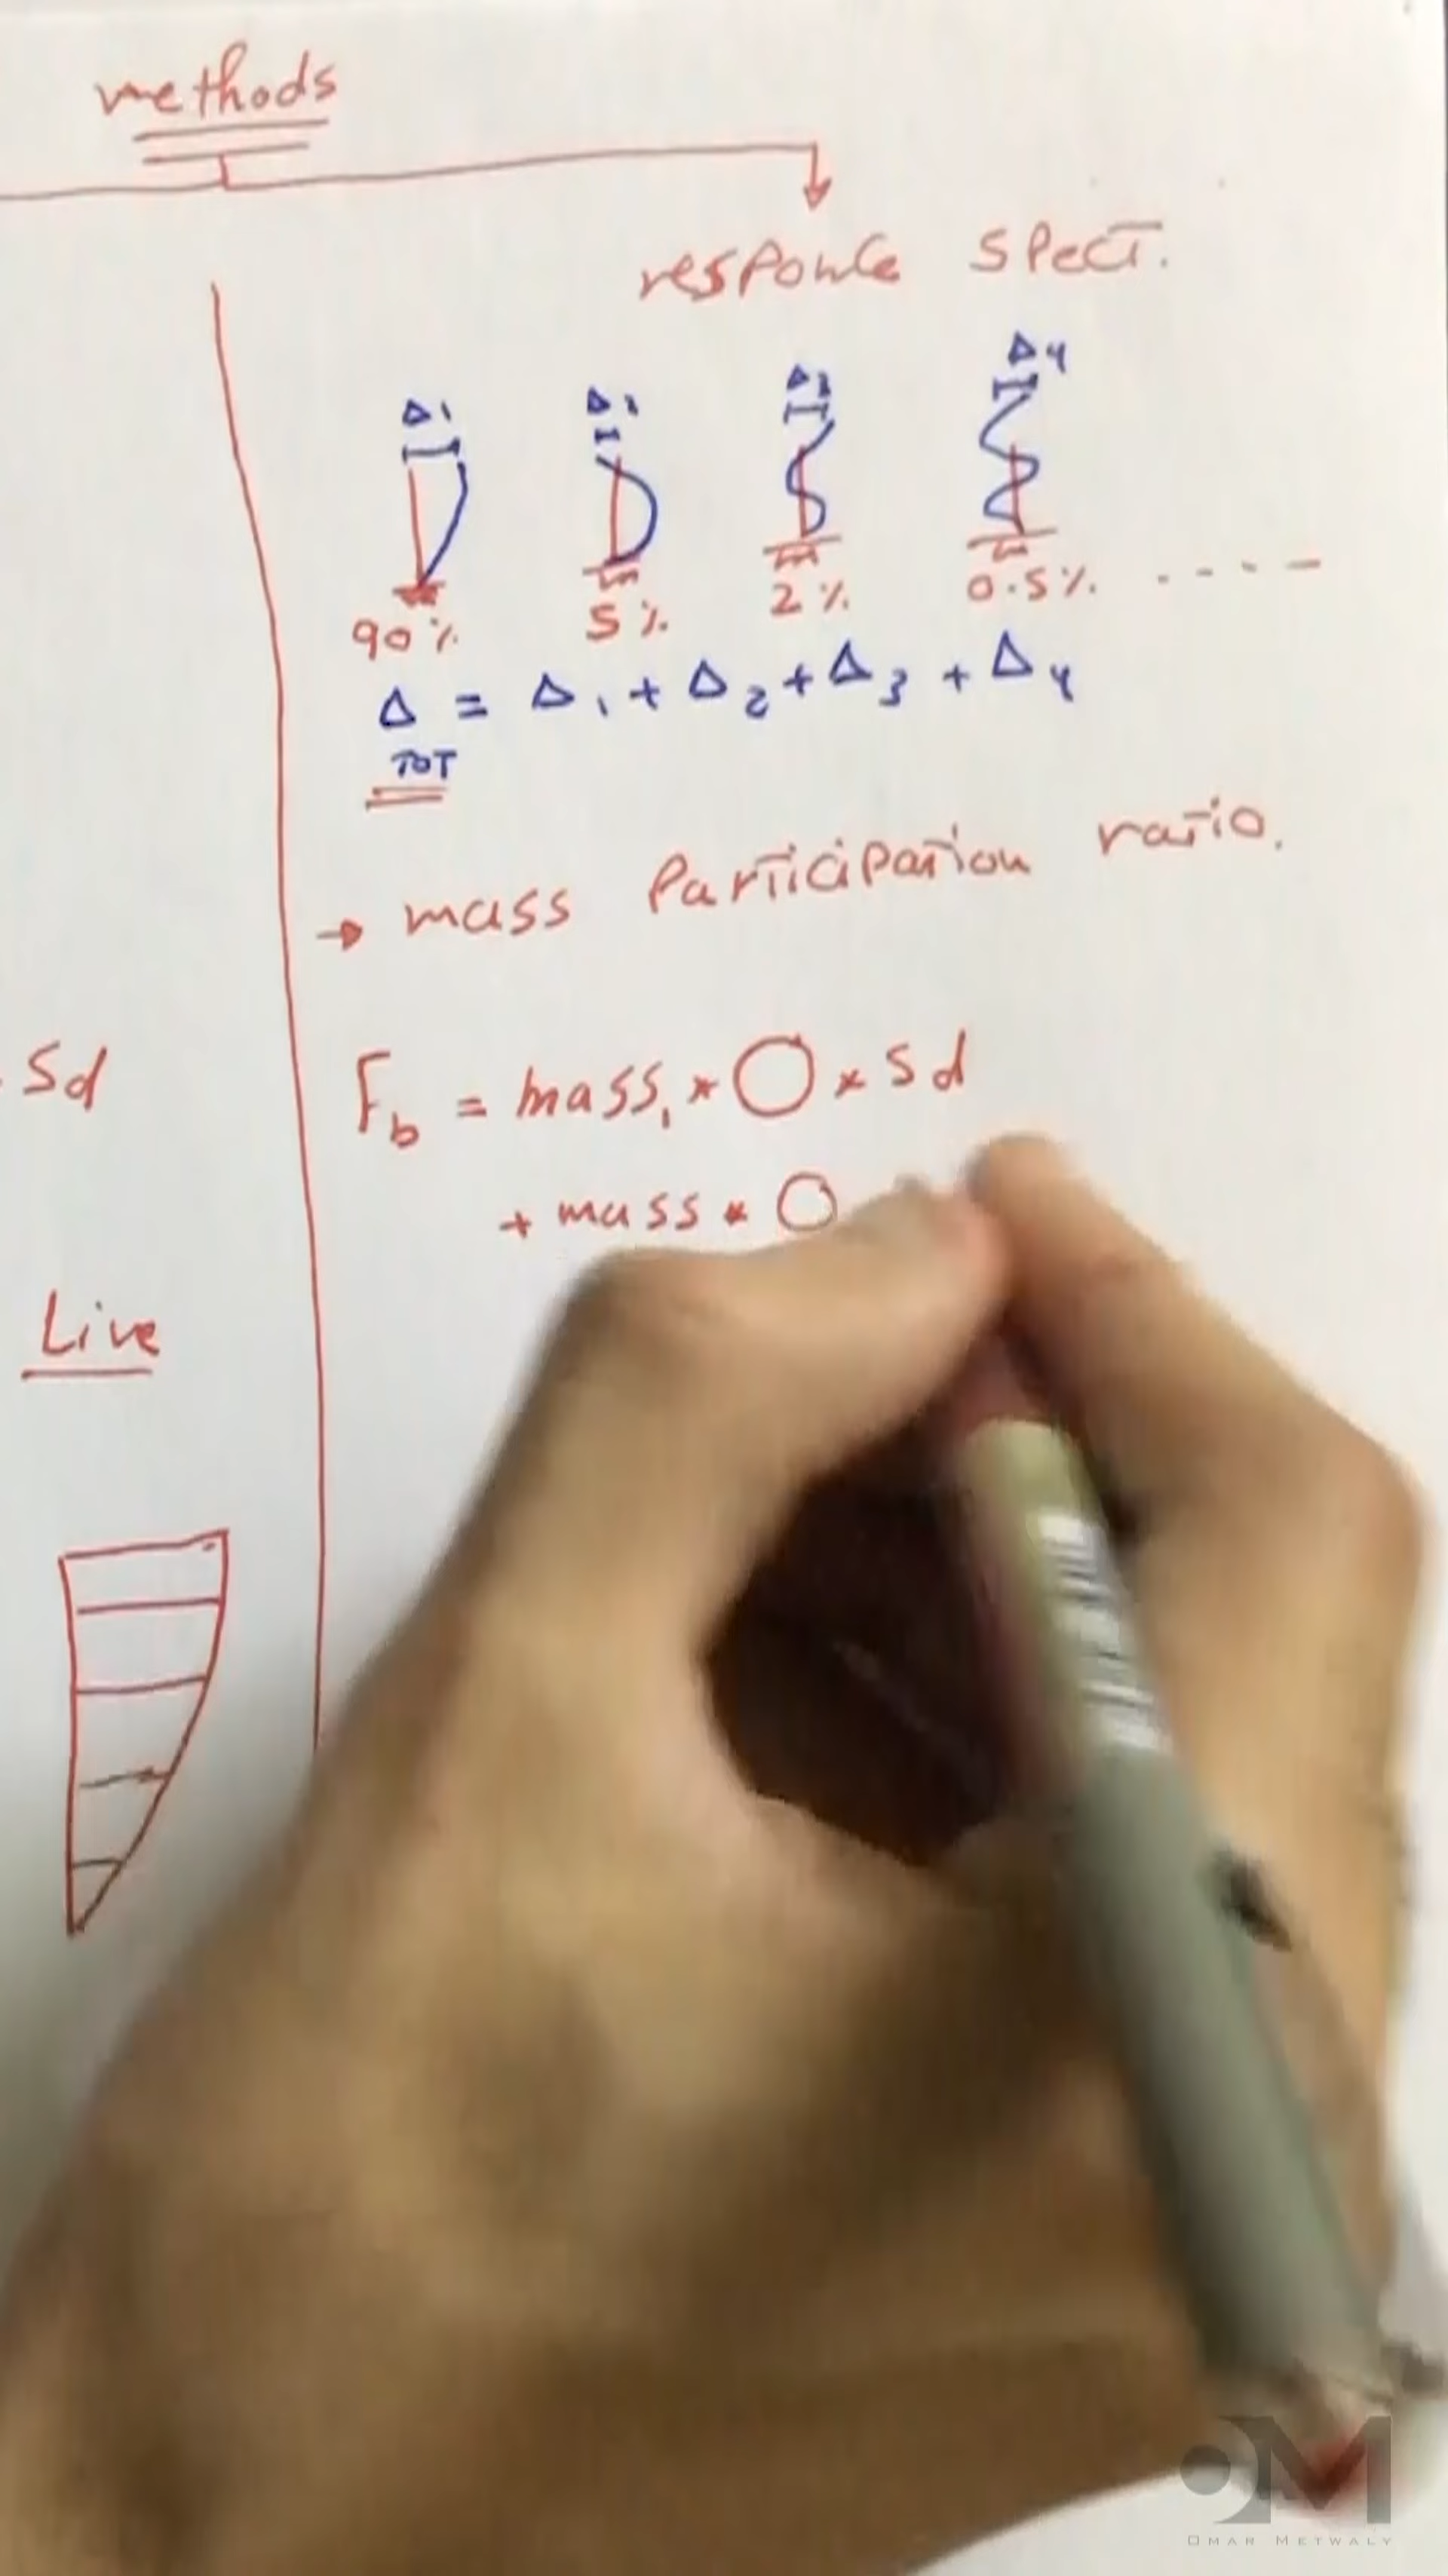 methods
response spect.
Δ1 Δ2 Δ3 Δ4
90% 5% 2% 0.5% - - - -
Δ = Δ1 + Δ2 + Δ3 + Δ4
TOT
→ mass Participation ratio.
Sd
Fb = mass1 * O * Sd
+ mass * O
Live
OMAR METWALY